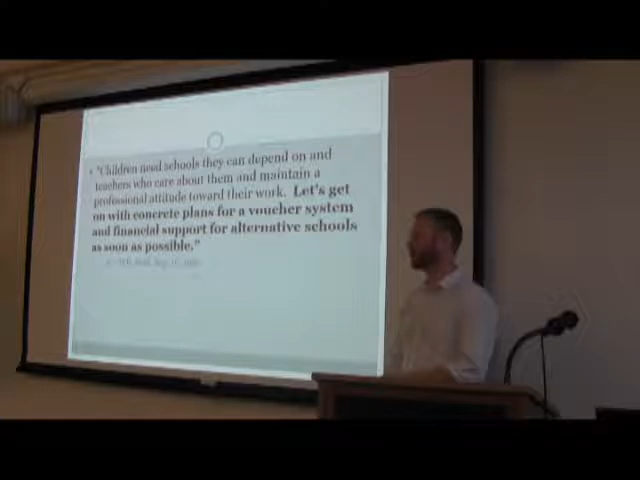 "Children need schools they can depend on and
teachers who care about them and maintain a
professional attitude toward their work. Let's get
on with concrete plans for a voucher system
and financial support for alternative schools
as soon as possible."